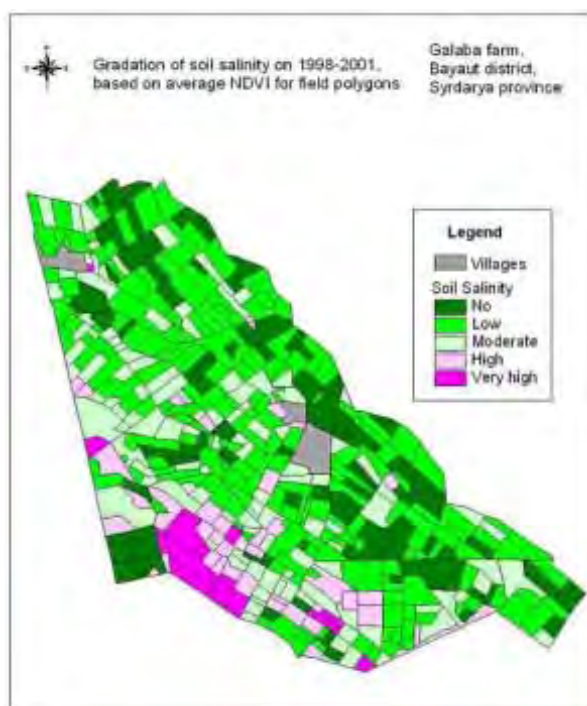 Gradation of soil salinity on 1998-2001,
based on average NDVI for field polygons
Galaba farm,
Bayaut district,
Syrdarya province
Legend
Villages
Soil Salinity
No
Low
Moderate
High
Very high